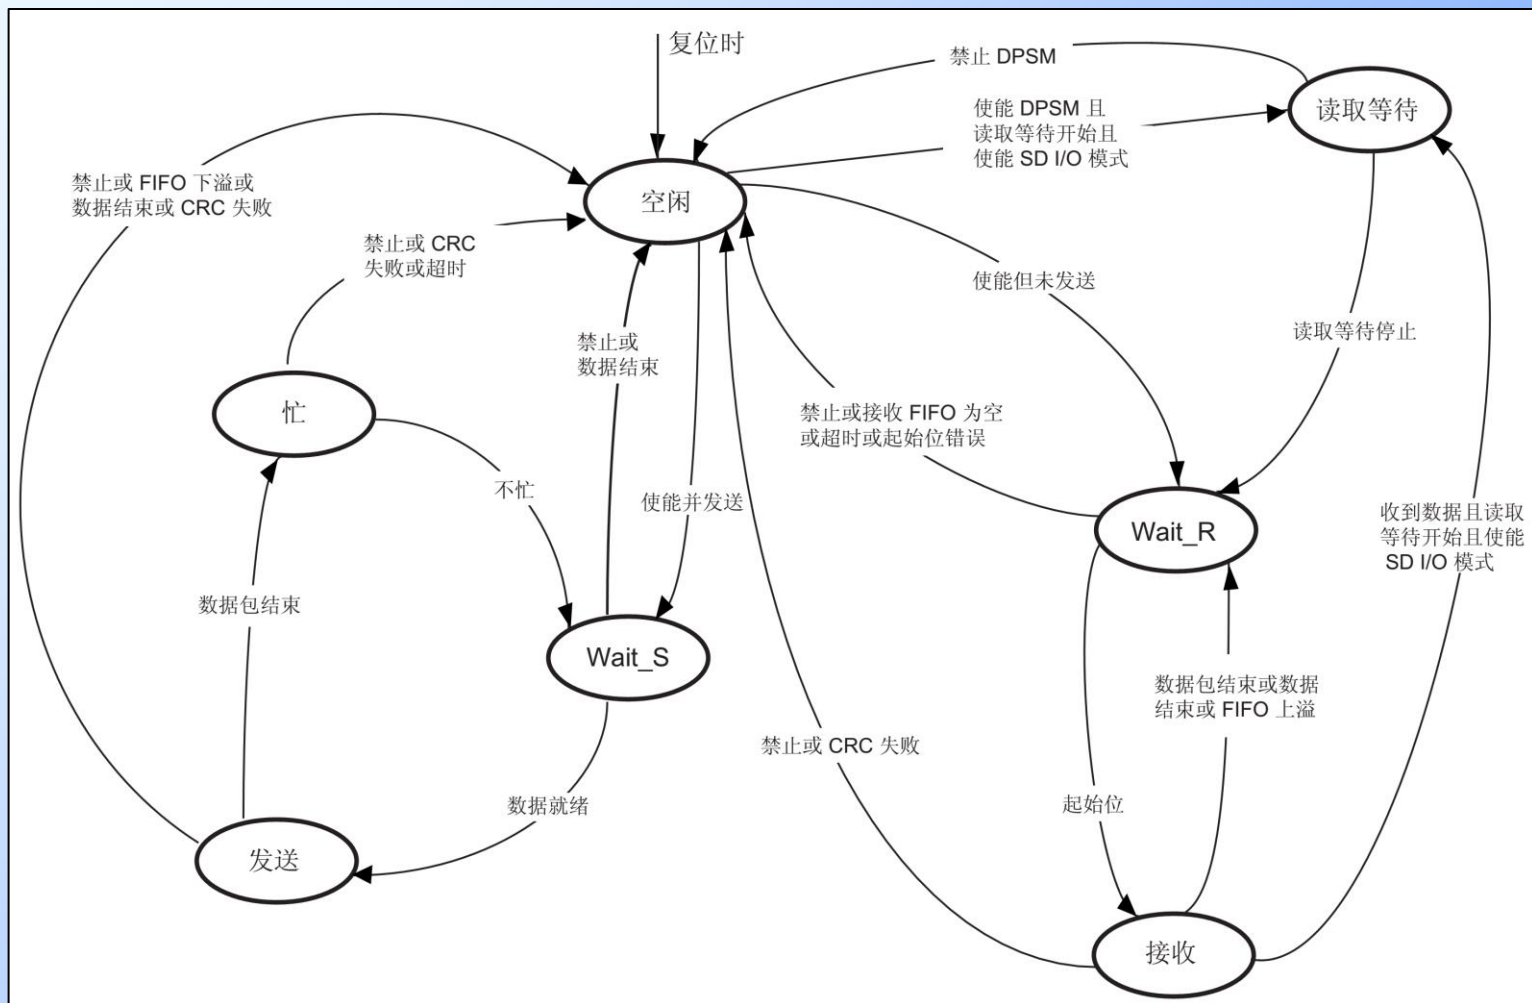 复位时
禁止 DPSM
读取等待
使能 DPSM 且
读取等待开始且
使能 SD I/O 模式
禁止或 FIFO 下溢或
数据结束或 CRC 失败
空闲
禁止或 CRC
失败或超时
使能但未发送
读取等待停止
禁止或
数据结束
忙
禁止或接收 FIFO 为空
或超时或起始位错误
不忙
使能并发送
收到数据且读取
等待开始且使能
SD I/O 模式
Wait_R
数据包结束
Wait_S
数据包结束或数据
结束或 FIFO 上溢
禁止或 CRC 失败
数据就绪
起始位
发送
接收